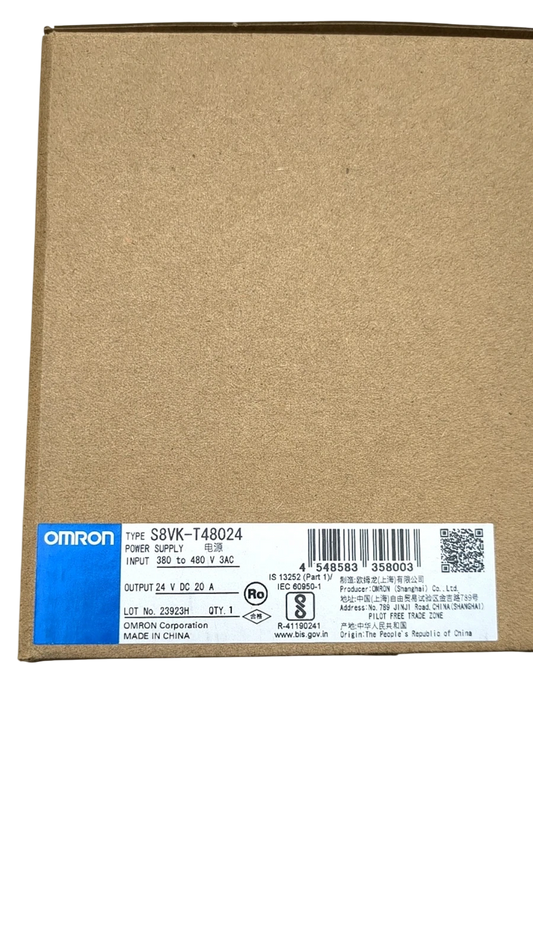 OMRON
TYPE S8VK-T48024
POWER SUPPLY 电源
INPUT 380 to 480 V 3AC
OUTPUT 24 V DC 20 A
LOT No. 23923H QTY. 1
OMRON Corporation
MADE IN CHINA
Ro
合格
4 548583 358003
IS 13252 (Part 1)/
IEC 60950-1
R-41190241
www.bis.gov.in
制造:欧姆龙(上海)有限公司
Producer:OMRON (Shanghai) Co.,Ltd.
地址:中国(上海)自由贸易试验区金吉路789号
Address:No.789 JINJI Road,CHINA(SHANGHAI)
PILOT FREE TRADE ZONE
产地:中华人民共和国
Origin:The People's Republic of China